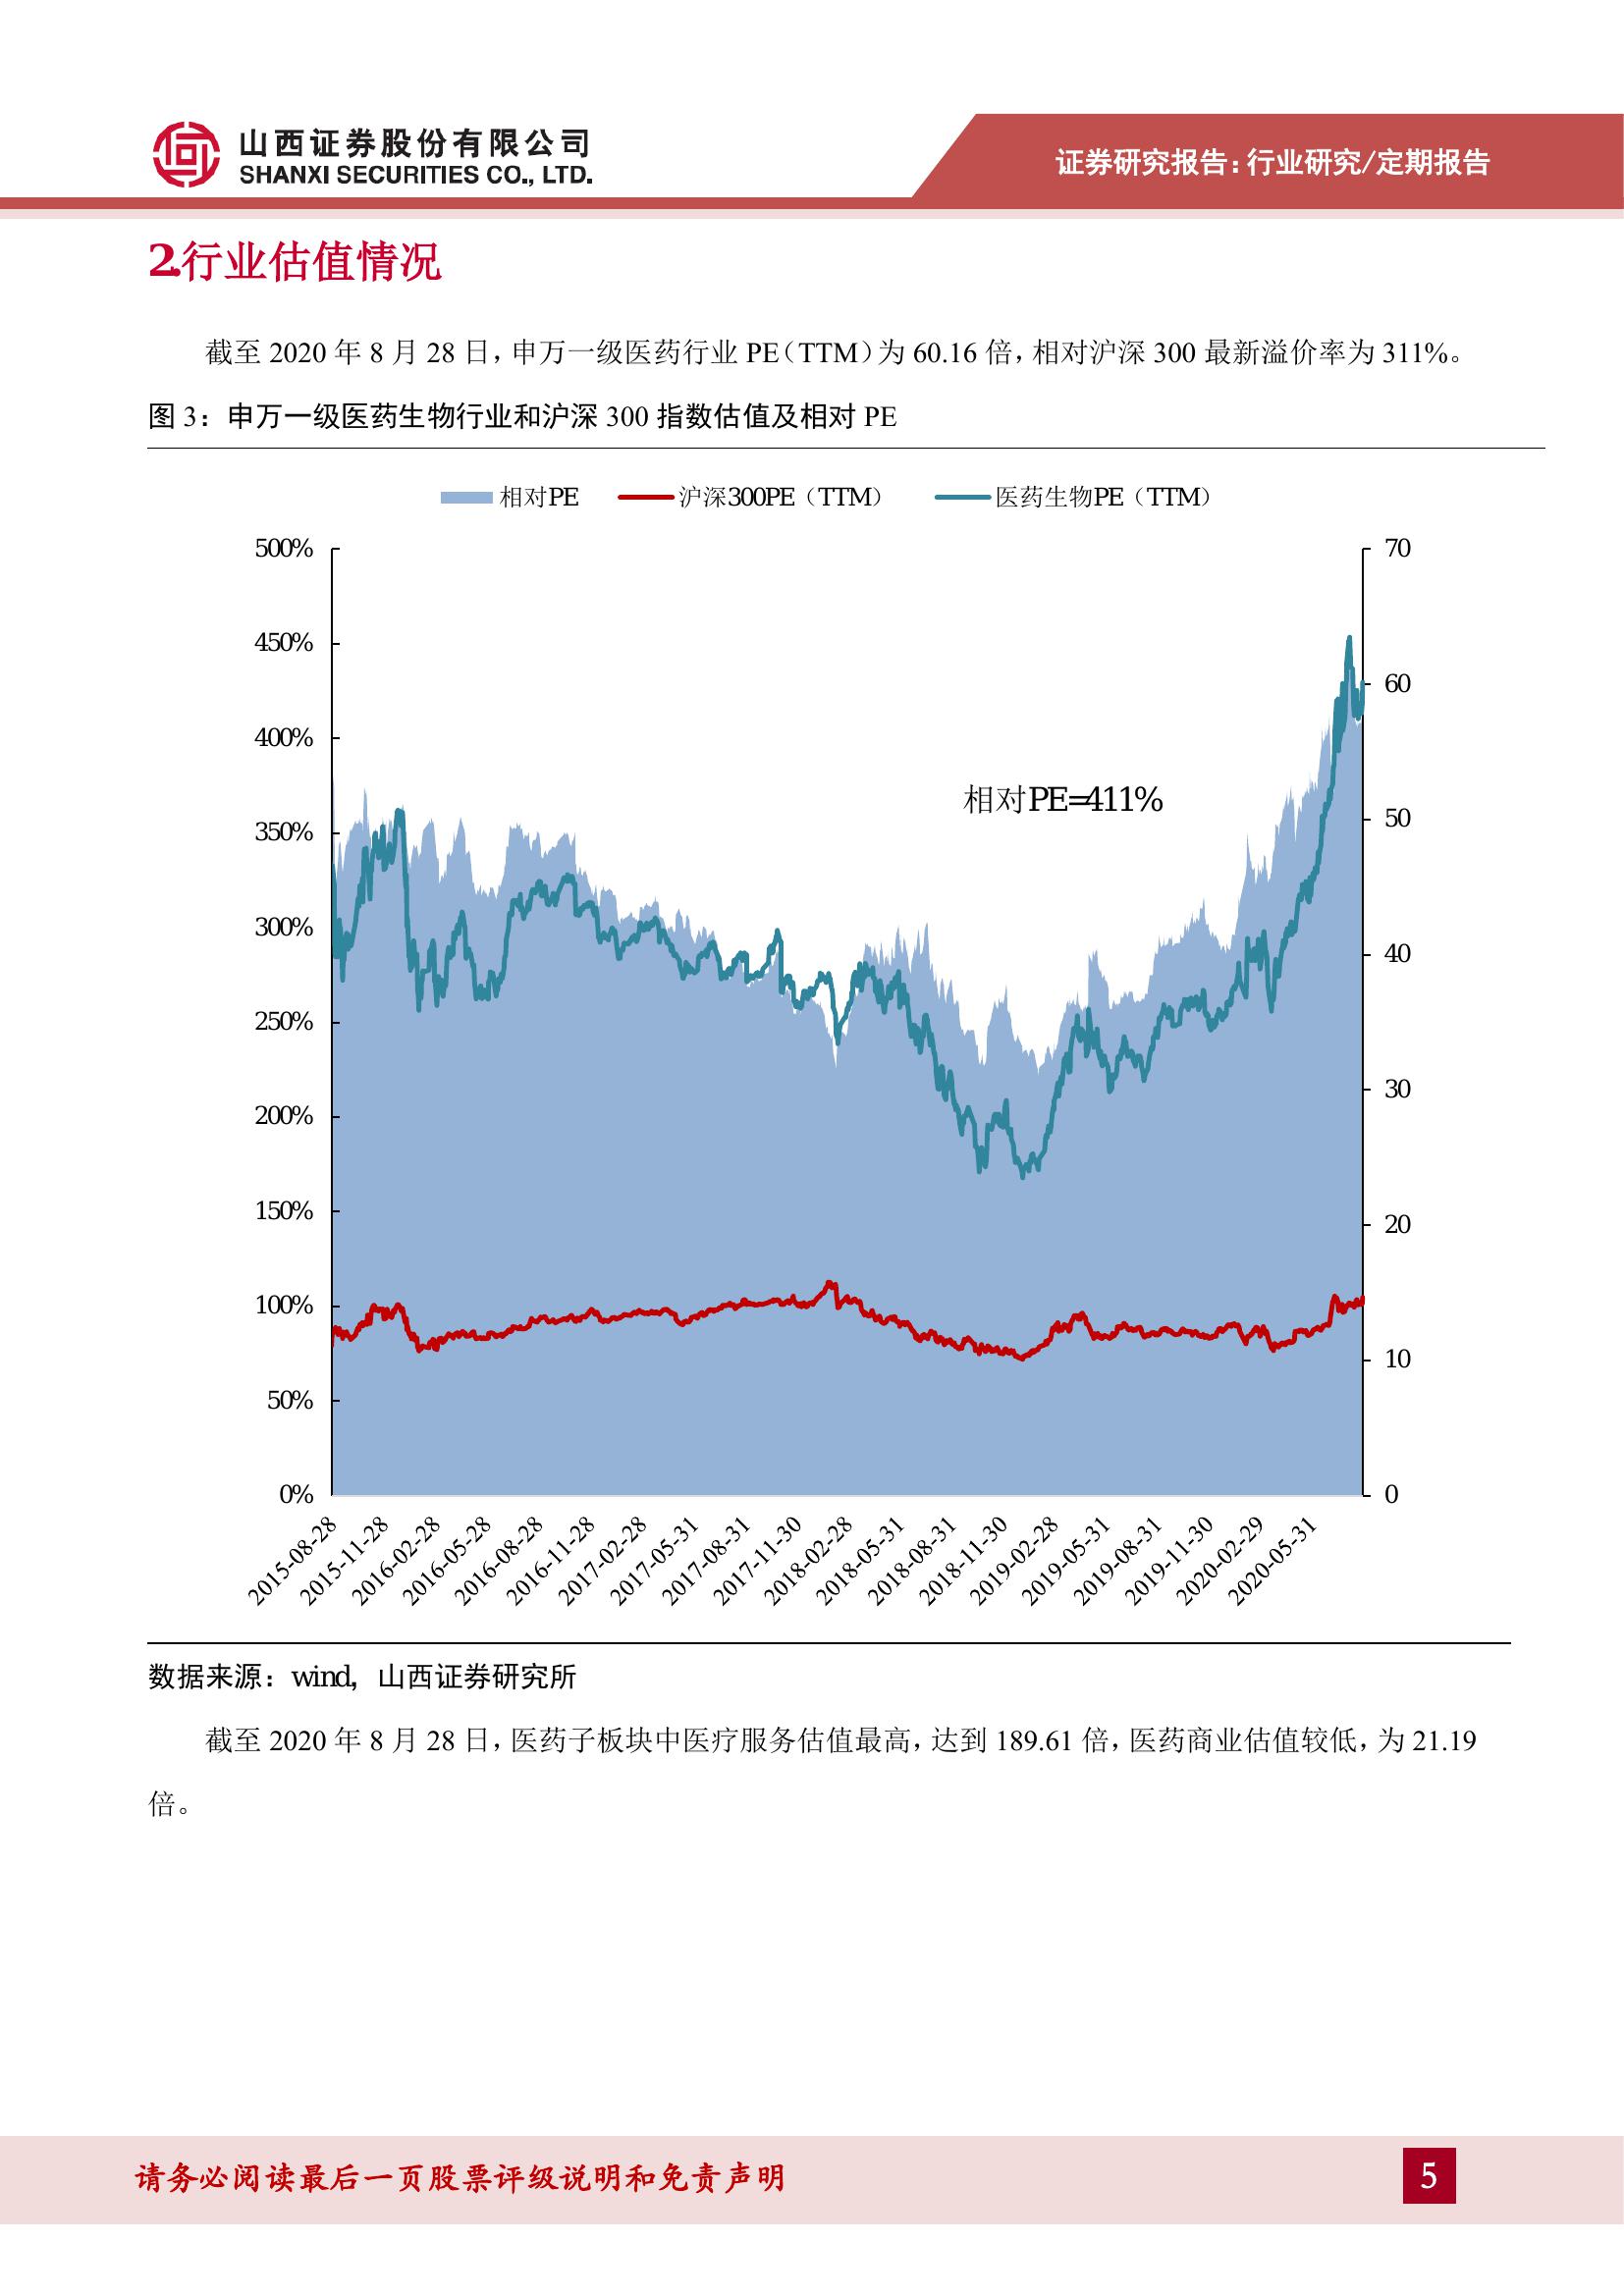 山西证券股份有限公司
SHANXI SECURITIES CO., LTD.
证券研究报告：行业研究/定期报告
2.行业估值情况
截至 2020 年 8 月 28 日，申万一级医药行业 PE（TTM）为 60.16 倍，相对沪深 300 最新溢价率为 311%。
图 3：申万一级医药生物行业和沪深 300 指数估值及相对 PE
相对PE 沪深300PE（TTM） 医药生物PE（TTM）
500% 70
450%
60
400%
相对PE=411%
350% 50
300%
40
250%
30
200%
150% 20
100%
10
50%
0% 0
2015-08-28 2015-11-28 2016-02-28 2016-05-28 2016-08-28 2016-11-28 2017-02-28 2017-05-31 2017-08-31 2017-11-30 2018-02-28 2018-05-31 2018-08-31 2018-11-30 2019-02-28 2019-05-31 2019-08-31 2019-11-30 2020-02-29 2020-05-31
数据来源：wind，山西证券研究所
截至 2020 年 8 月 28 日，医药子板块中医疗服务估值最高，达到 189.61 倍，医药商业估值较低，为 21.19
倍。
请务必阅读最后一页股票评级说明和免责声明
5